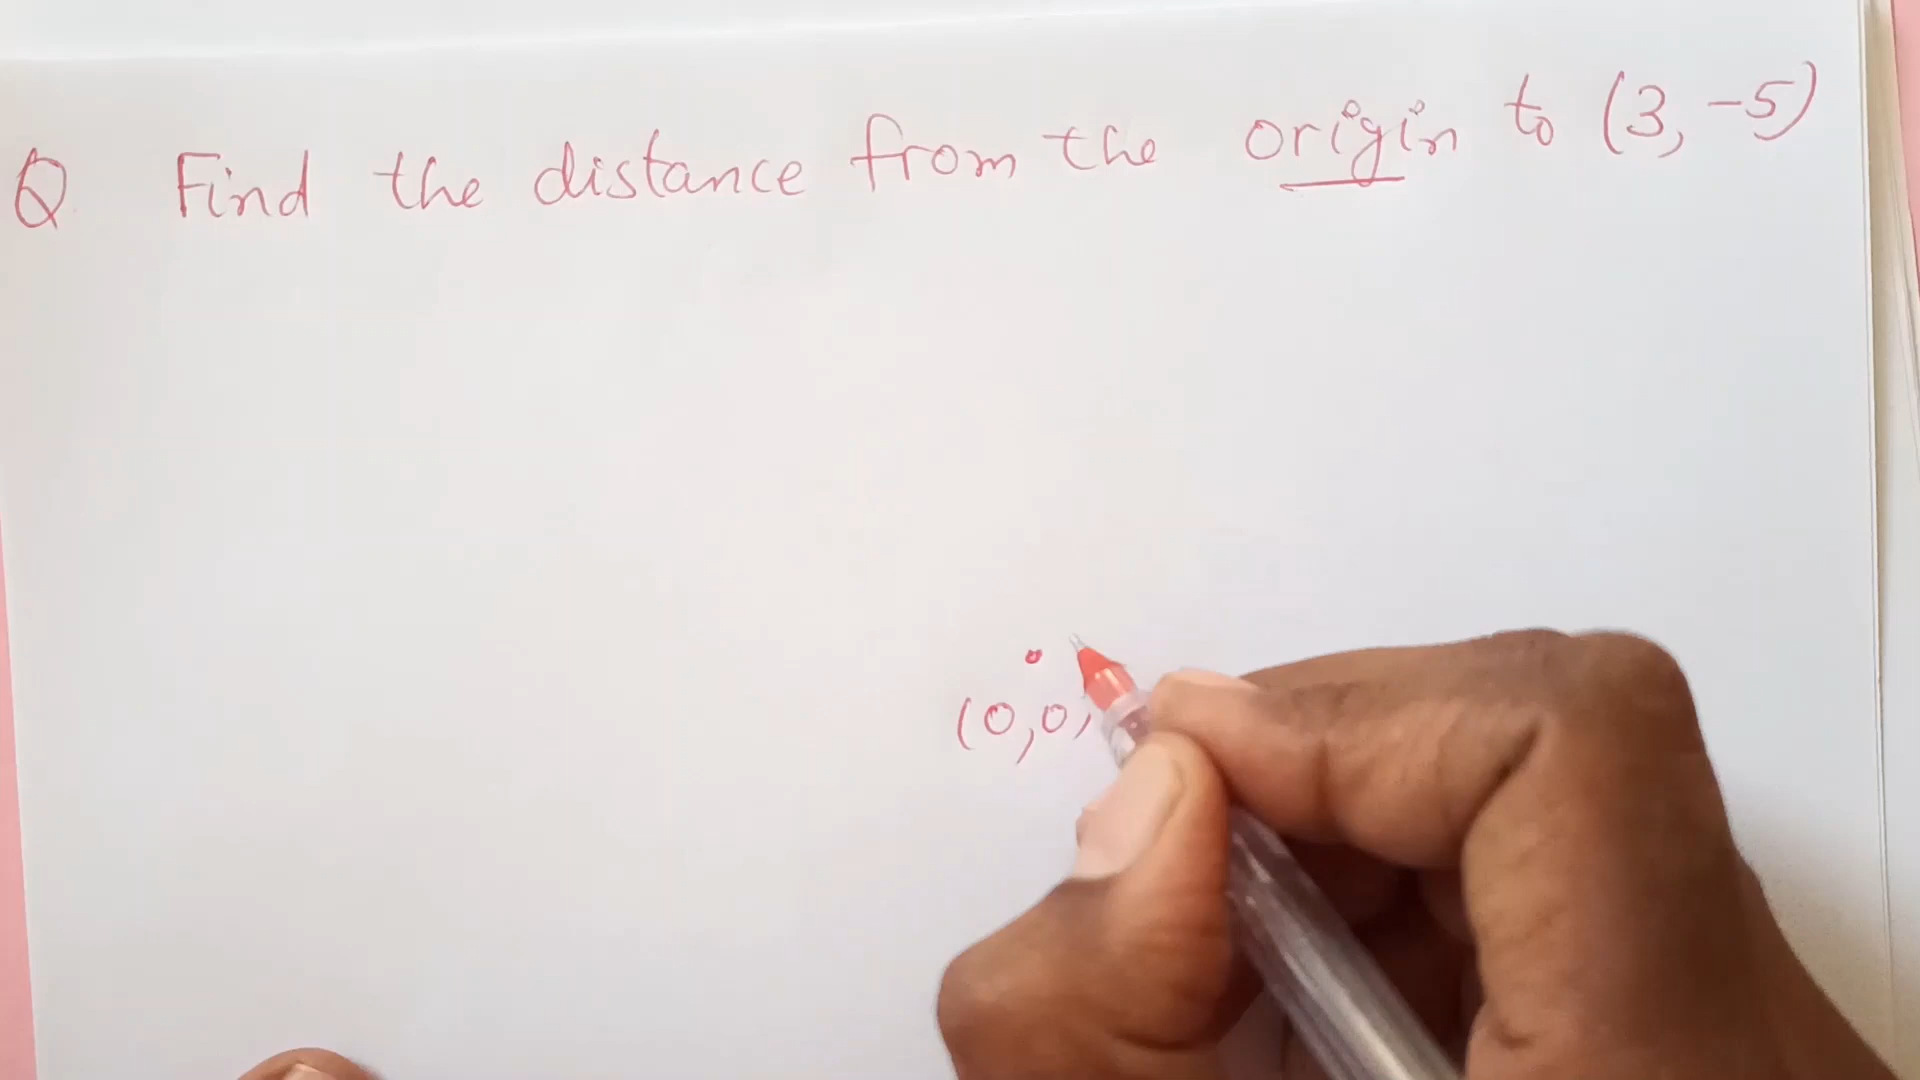 Q Find the distance from the origin to (3, -5)
(0,0)